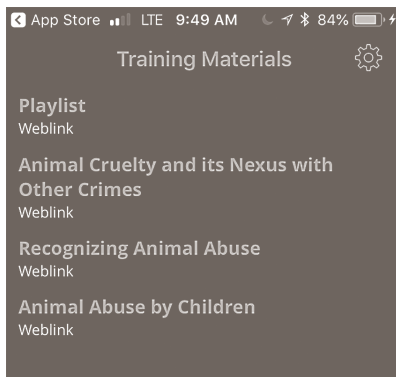 App Store LTE 9:49 AM 84%
Training Materials
Playlist
Weblink
Animal Cruelty and its Nexus with
Other Crimes
Weblink
Recognizing Animal Abuse
Weblink
Animal Abuse by Children
Weblink